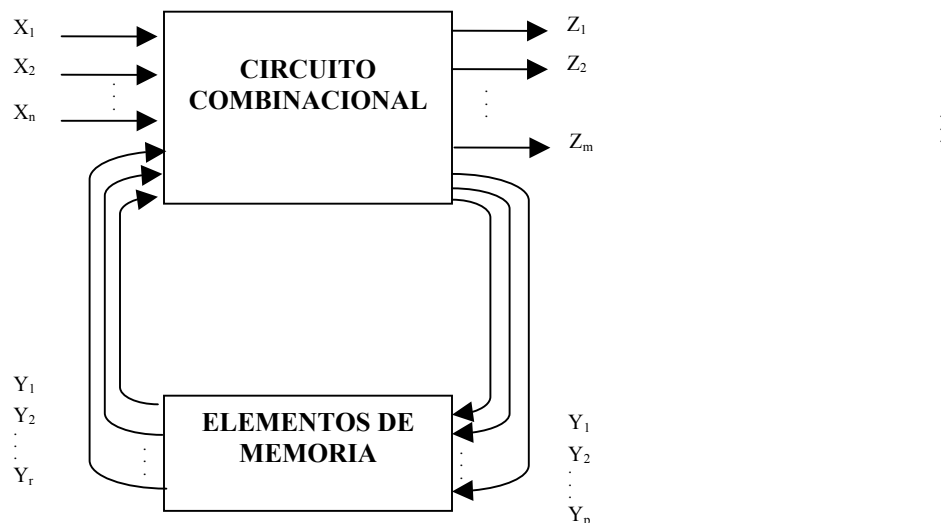 X1
X2
Xn
CIRCUITO
COMBINACIONAL
Z1
Z2
Zm
Y1
Y2
Yr
ELEMENTOS DE
MEMORIA
Y1
Y2
Yp